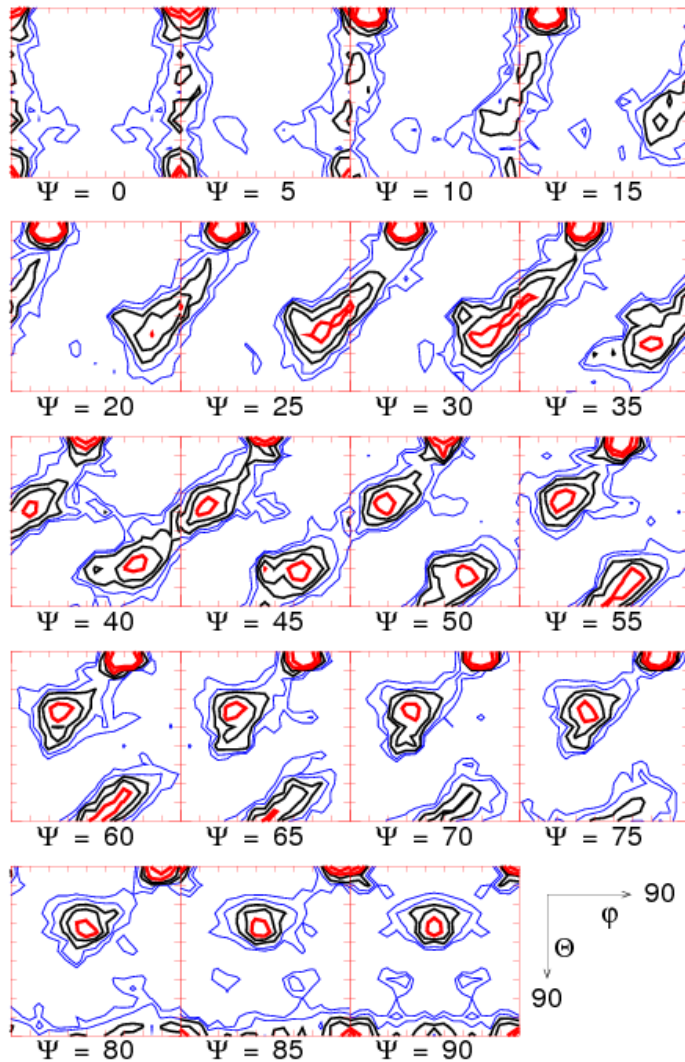 Ψ = 0 Ψ = 5 Ψ = 10 Ψ = 15
Ψ = 20 Ψ = 25 Ψ = 30 Ψ = 35
Ψ = 40 Ψ = 45 Ψ = 50 Ψ = 55
Ψ = 60 Ψ = 65 Ψ = 70 Ψ = 75
90
φ
Θ
90
Ψ = 80 Ψ = 85 Ψ = 90